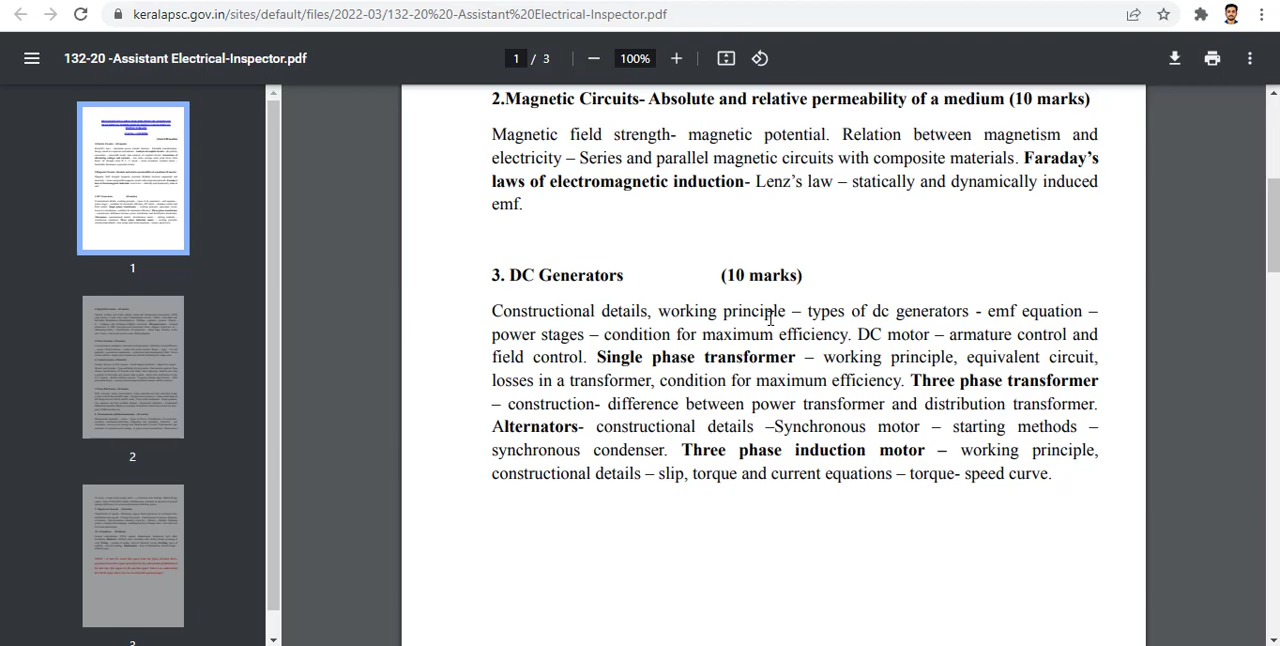 keralapsc.gov.in/sites/default/files/2022-03/132-20%20-Assistant%20Electrical-Inspector.pdf
132-20 -Assistant Electrical-Inspector.pdf
1 / 3
100%
1
2
3
2.Magnetic Circuits- Absolute and relative permeability of a medium (10 marks)
Magnetic field strength- magnetic potential. Relation between magnetism and
electricity – Series and parallel magnetic circuits with composite materials. Faraday's
laws of electromagnetic induction- Lenz's law – statically and dynamically induced
emf.
3. DC Generators (10 marks)
Constructional details, working principle – types of dc generators - emf equation –
power stages – condition for maximum efficiency. DC motor – armature control and
field control. Single phase transformer – working principle, equivalent circuit,
losses in a transformer, condition for maximum efficiency. Three phase transformer
– construction- difference between power transformer and distribution transformer.
Alternators- constructional details –Synchronous motor – starting methods –
synchronous condenser. Three phase induction motor – working principle,
constructional details – slip, torque and current equations – torque- speed curve.